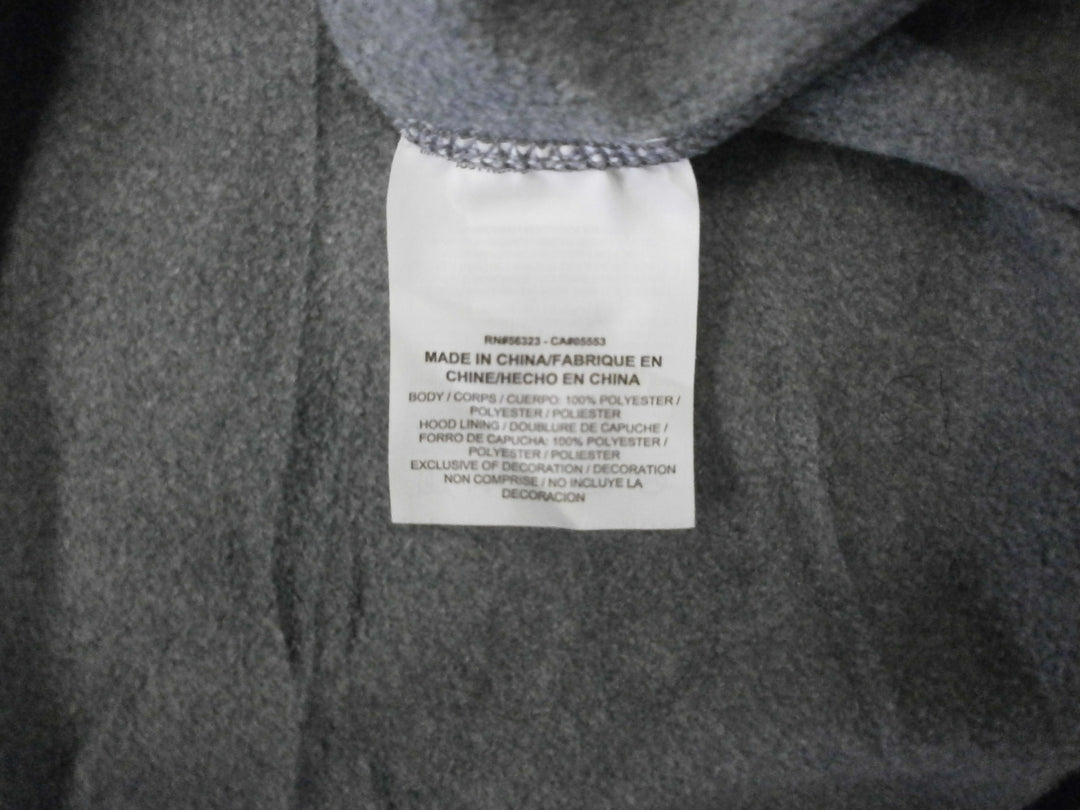 RN#56323 - CA#05553
MADE IN CHINA/FABRIQUE EN
CHINE/HECHO EN CHINA
BODY / CORPS / CUERPO: 100% POLYESTER /
POLYESTER / POLIESTER
HOOD LINING / DOUBLURE DE CAPUCHE /
FORRO DE CAPUCHA: 100% POLYESTER /
POLYESTER / POLIESTER
EXCLUSIVE OF DECORATION / DECORATION
NON COMPRISE / NO INCLUYE LA
DECORACION